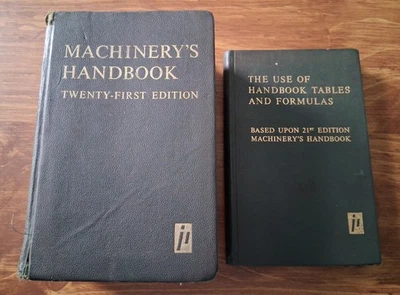 MACHINERY'S
HANDBOOK
TWENTY-FIRST EDITION
THE USE OF
HANDBOOK TABLES
AND FORMULAS
BASED UPON 21ST EDITION
MACHINERY'S HANDBOOK